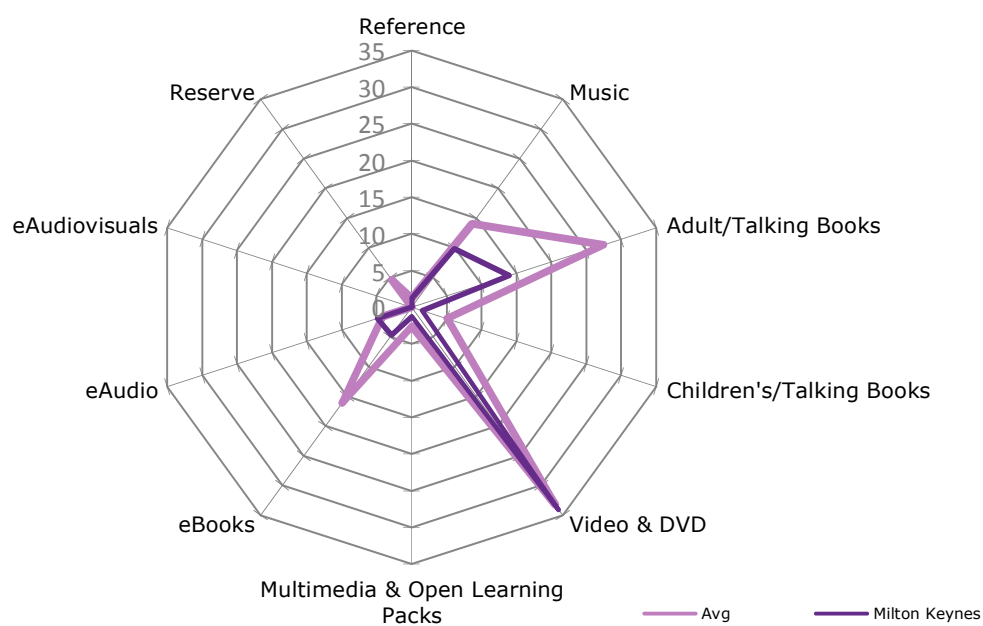 Reference
35
30
25
20
15
10
5
0
Reserve
Music
eAudiovisuals
Adult/Talking Books
eAudio
Children's/Talking Books
eBooks
Video & DVD
Multimedia & Open Learning
Packs
Avg
Milton Keynes